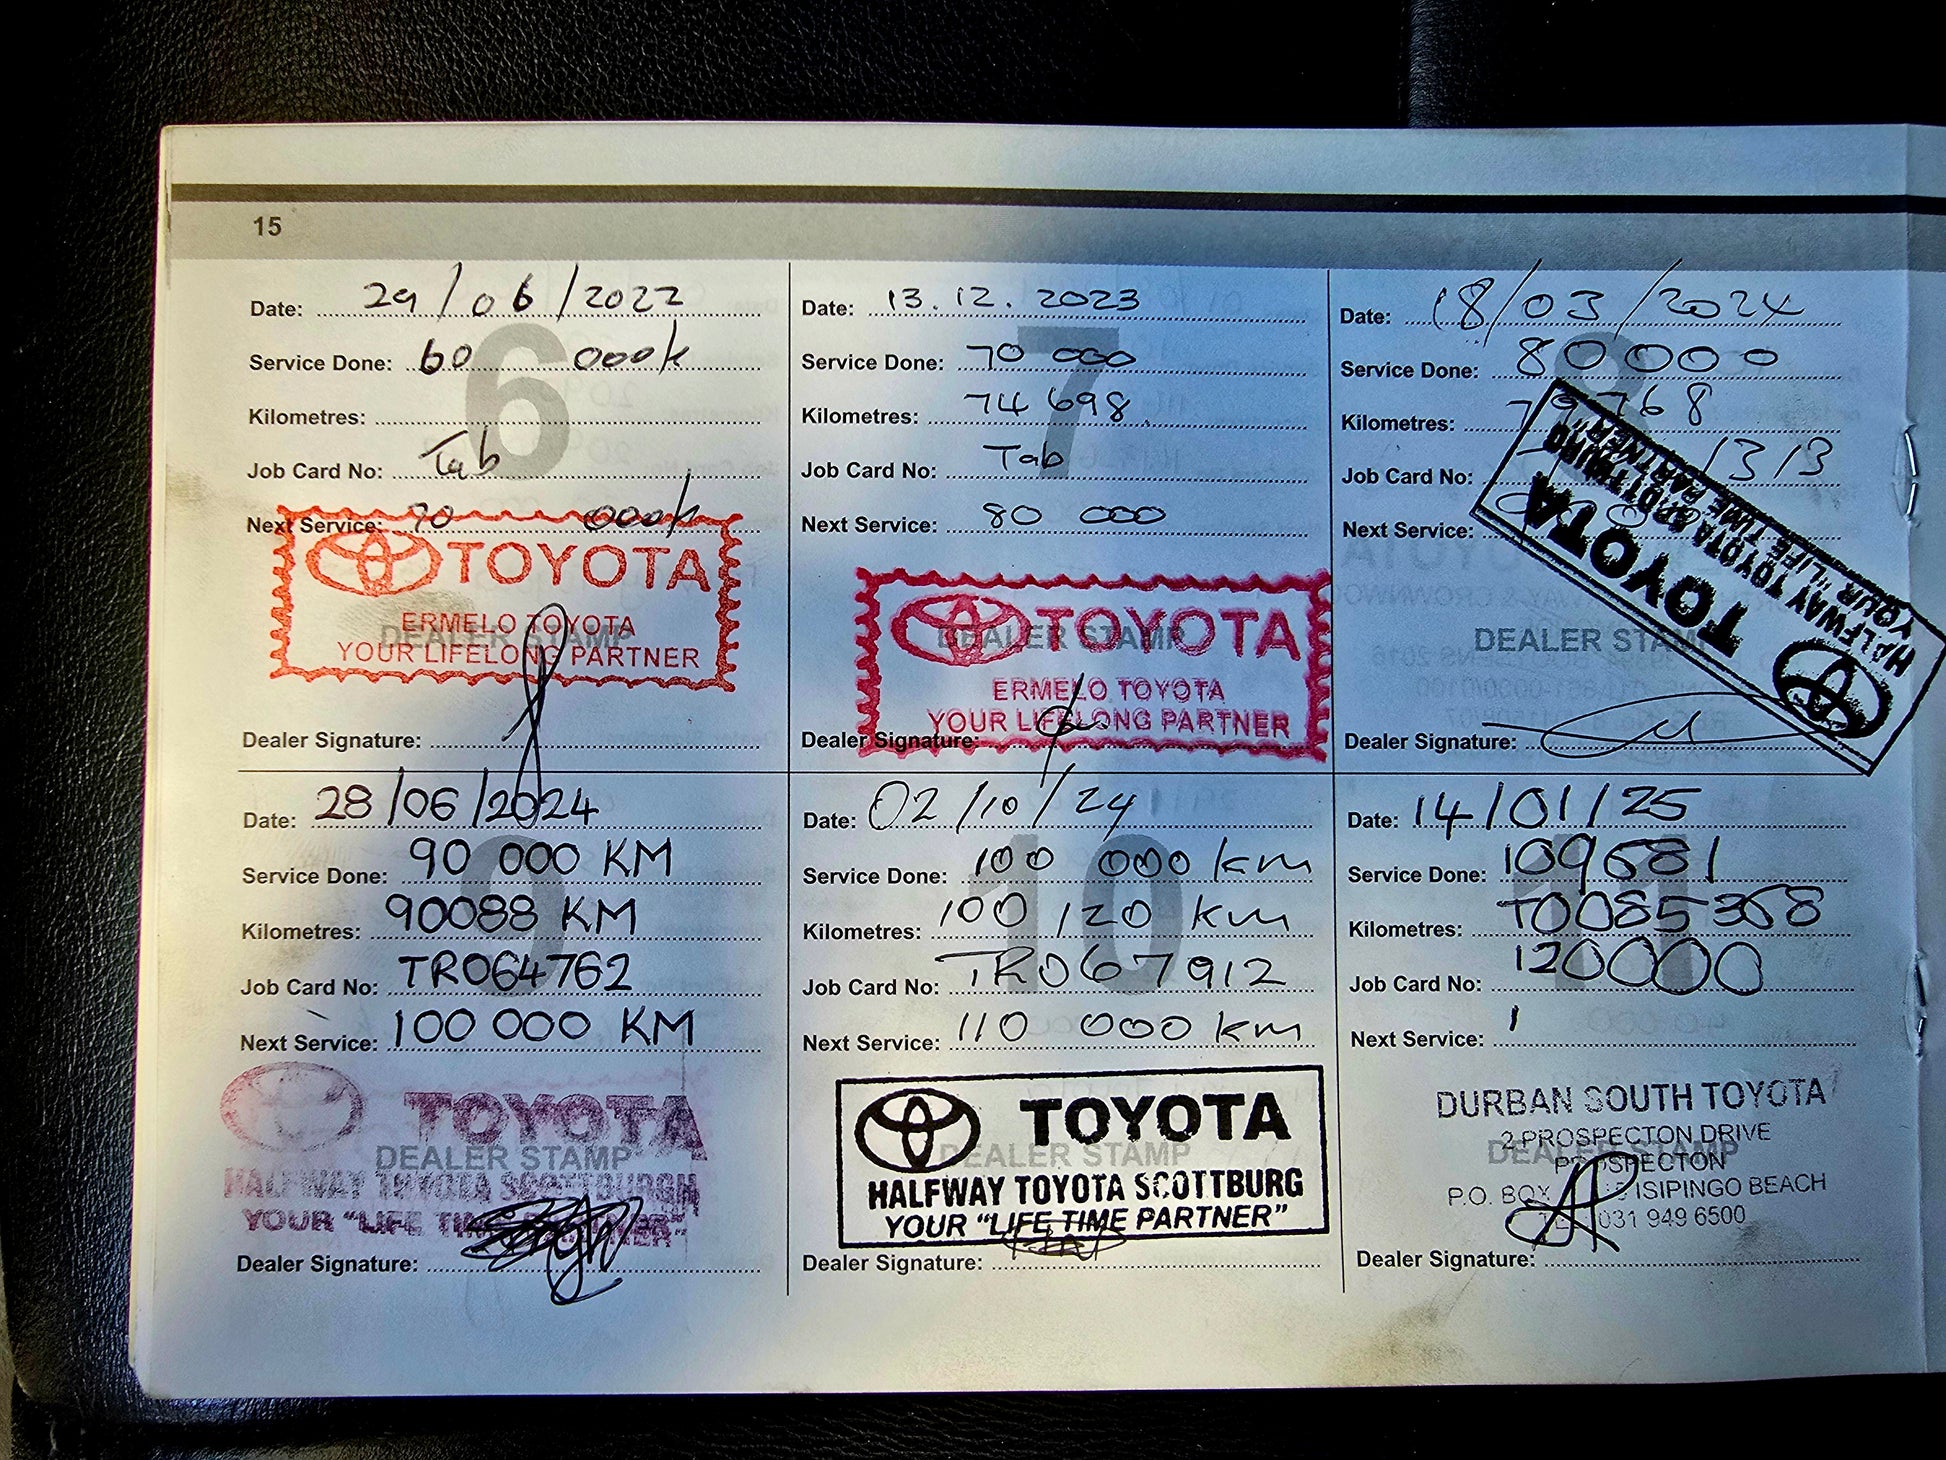 15
Date: 29/06/2022
Service Done: 60 000k
Kilometres:
Job Card No: Tab
Next Service: 70 000k
TOYOTA
ERMELO TOYOTA
DEALER STAMP
YOUR LIFELONG PARTNER
Dealer Signature:
6
Date: 13.12.2023
Service Done: 70 000
Kilometres: 74 698
Job Card No: Tab
Next Service: 80 000
TOYOTA
DEALER STAMP
ERMELO TOYOTA
YOUR LIFELONG PARTNER
Dealer Signature:
7
Date: 18/03/2024
Service Done: 80000
Kilometres:
Job Card No: 1313
Next Service:
TOYOTA
HALFWAY TOYOTA SCOTTBURG
YOUR "LIFE TIME PARTNER"
DEALER STAMP
Dealer Signature:
8
Date: 28/06/2024
Service Done: 90 000 KM
Kilometres: 90088 KM
Job Card No: TR064762
Next Service: 100 000 KM
TOYOTA
DEALER STAMP
HALFWAY TOYOTA SCOTTBURGH
YOUR "LIFE TIME PARTNER"
Dealer Signature:
9
Date: 02/10/24
Service Done: 100 000 km
Kilometres: 100 120 km
Job Card No: TR067912
Next Service: 110 000 km
TOYOTA
DEALER STAMP
HALFWAY TOYOTA SCOTTBURG
YOUR "LIFE TIME PARTNER"
Dealer Signature:
10
Date: 14/01/25
Service Done: 109681
Kilometres: T0085368
Job Card No: 120000
Next Service:
DURBAN SOUTH TOYOTA
2 PROSPECTON DRIVE
DEALER STAMP
PROSPECTON
P.O. BOX ISIPINGO BEACH
TEL 031 949 6500
Dealer Signature:
11